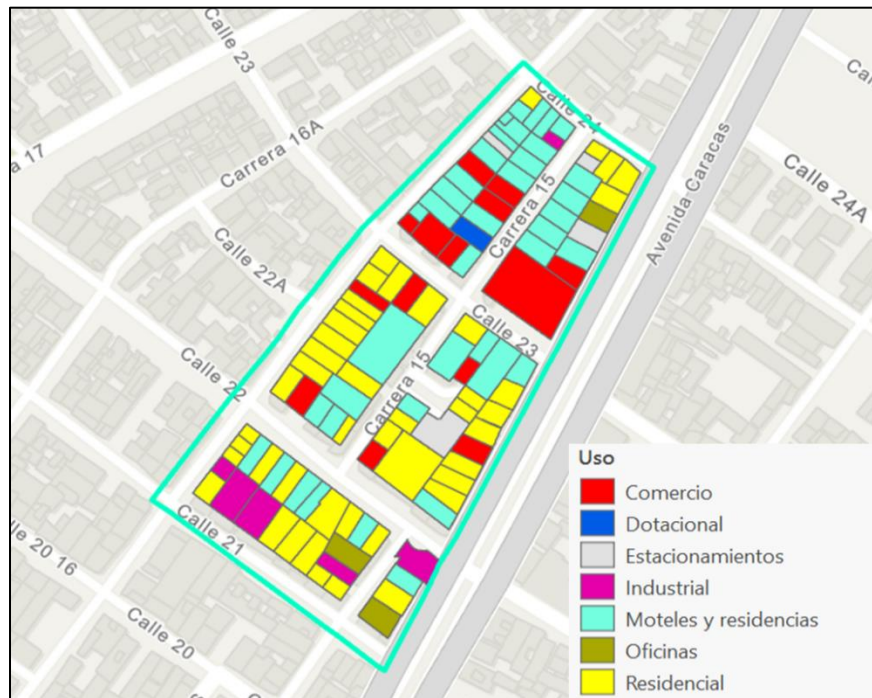 Calle 23
Calle 24
Carrera 16A
Carrera 15
Calle 24A
Avenida Caracas
Calle 22A
Calle 23
Calle 22
Carrera 15
Calle 21
Calle 20
Uso
Comercio
Dotacional
Estacionamientos
Industrial
Moteles y residencias
Oficinas
Residencial